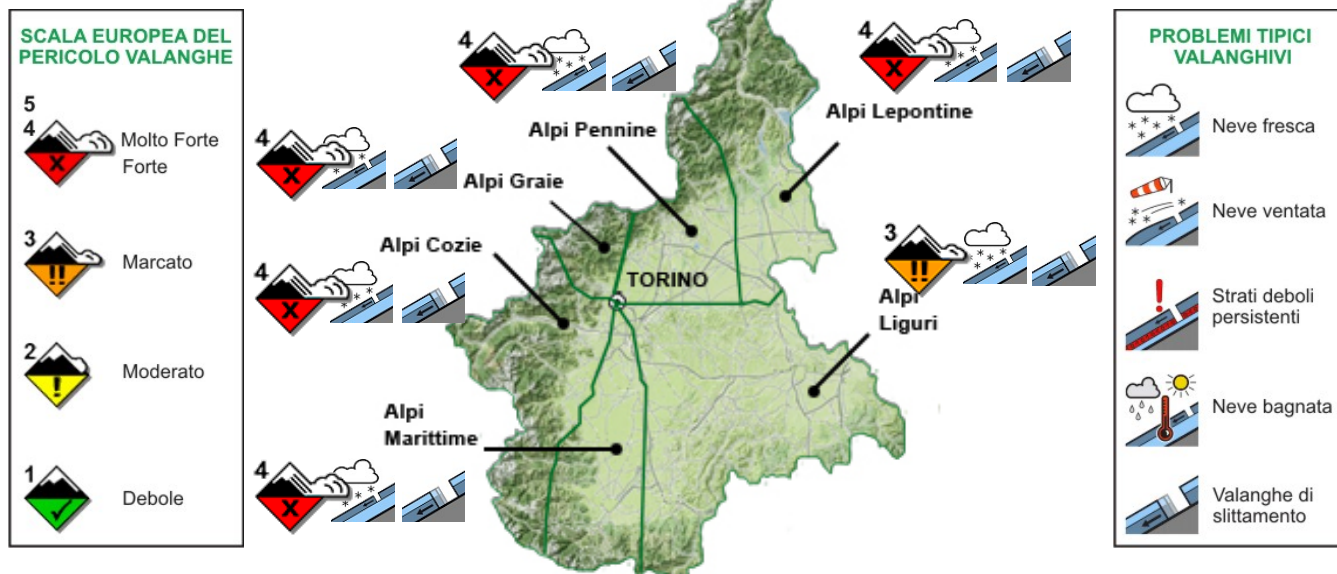 SCALA EUROPEA DEL
PERICOLO VALANGHE
5
4
Molto Forte
Forte
3
Marcato
2
Moderato
1
Debole
4
4
4
4
4
3
Alpi Pennine
Alpi Lepontine
Alpi Graie
Alpi Cozie
TORINO
Alpi
Liguri
Alpi
Marittime
PROBLEMI TIPICI
VALANGHIVI
Neve fresca
Neve ventata
Strati deboli
persistenti
Neve bagnata
Valanghe di
slittamento